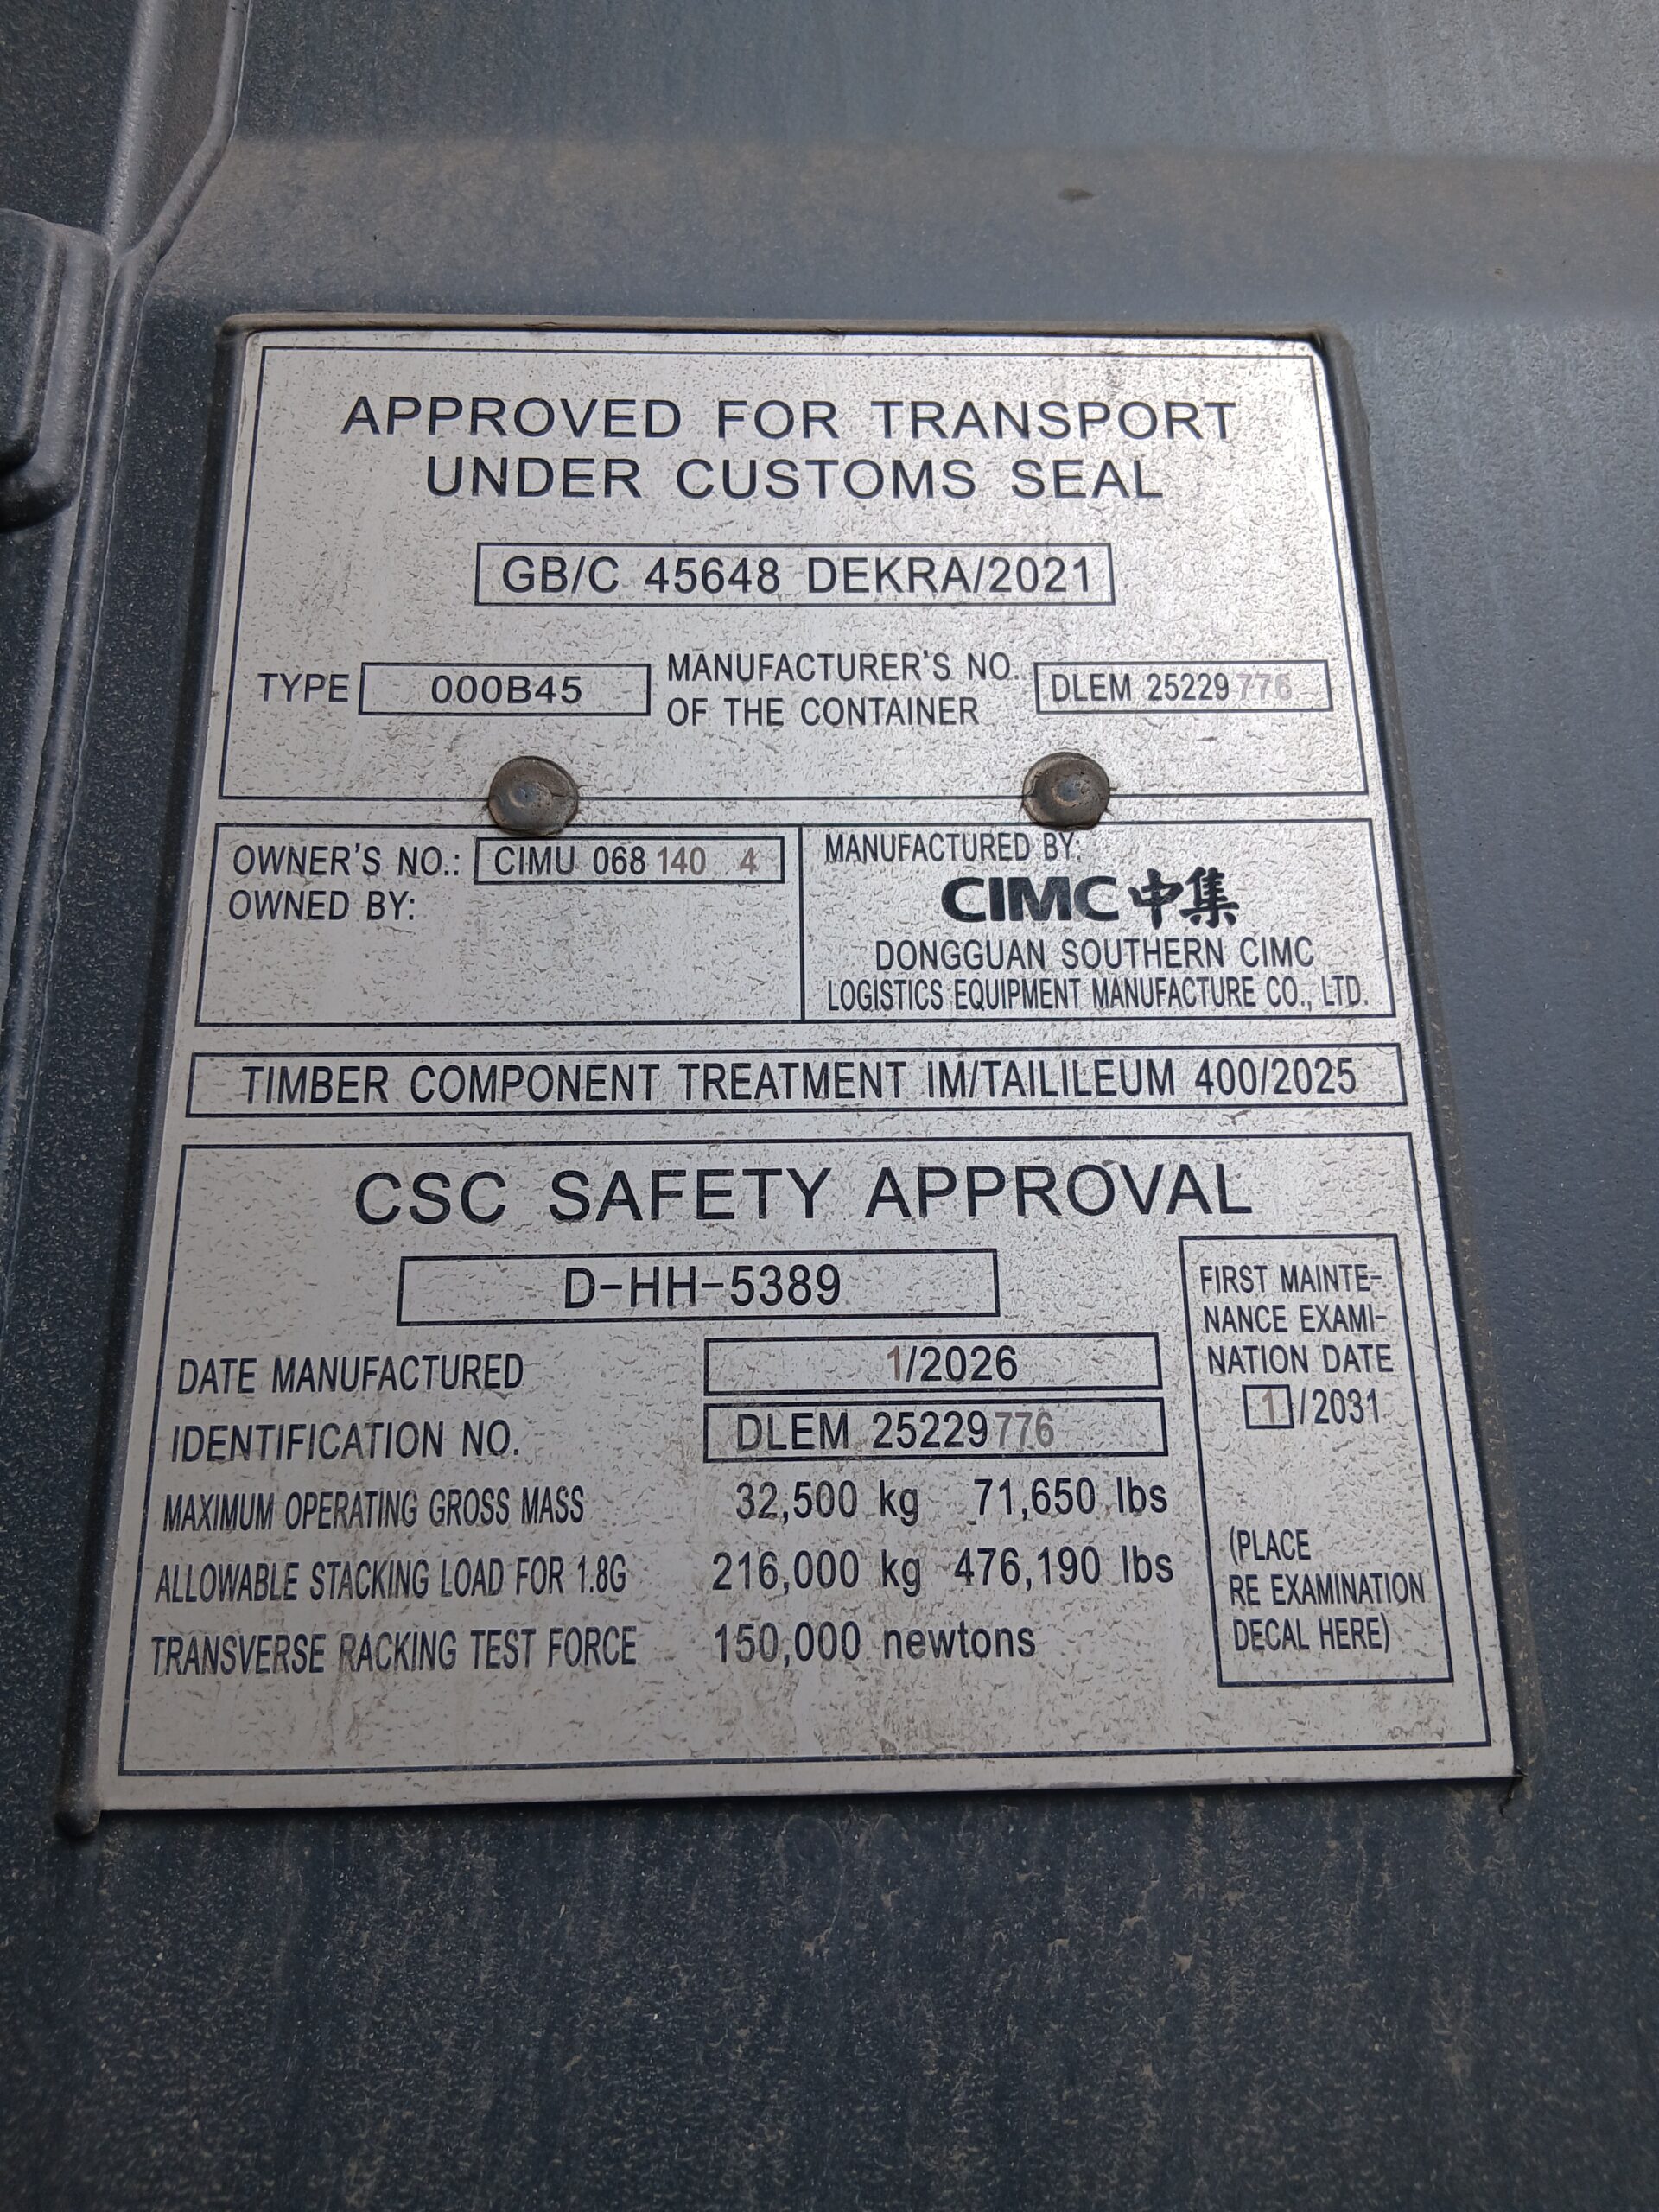 APPROVED FOR TRANSPORT
UNDER CUSTOMS SEAL
GB/C 45648 DEKRA/2021
TYPE 000B45 MANUFACTURER'S NO. OF THE CONTAINER DLEM 25229776
OWNER'S NO.: CIMU 068 140 4
OWNED BY:
MANUFACTURED BY:
CIMC 中集
DONGGUAN SOUTHERN CIMC
LOGISTICS EQUIPMENT MANUFACTURE CO., LTD.
TIMBER COMPONENT TREATMENT IM/TAILILEUM 400/2025
CSC SAFETY APPROVAL
D-HH-5389
DATE MANUFACTURED 1/2026
IDENTIFICATION NO. DLEM 25229776
MAXIMUM OPERATING GROSS MASS 32,500 kg 71,650 lbs
ALLOWABLE STACKING LOAD FOR 1.8G 216,000 kg 476,190 lbs
TRANSVERSE RACKING TEST FORCE 150,000 newtons
FIRST MAINTE-
NANCE EXAMI-
NATION DATE
1/2031
(PLACE
RE EXAMINATION
DECAL HERE)